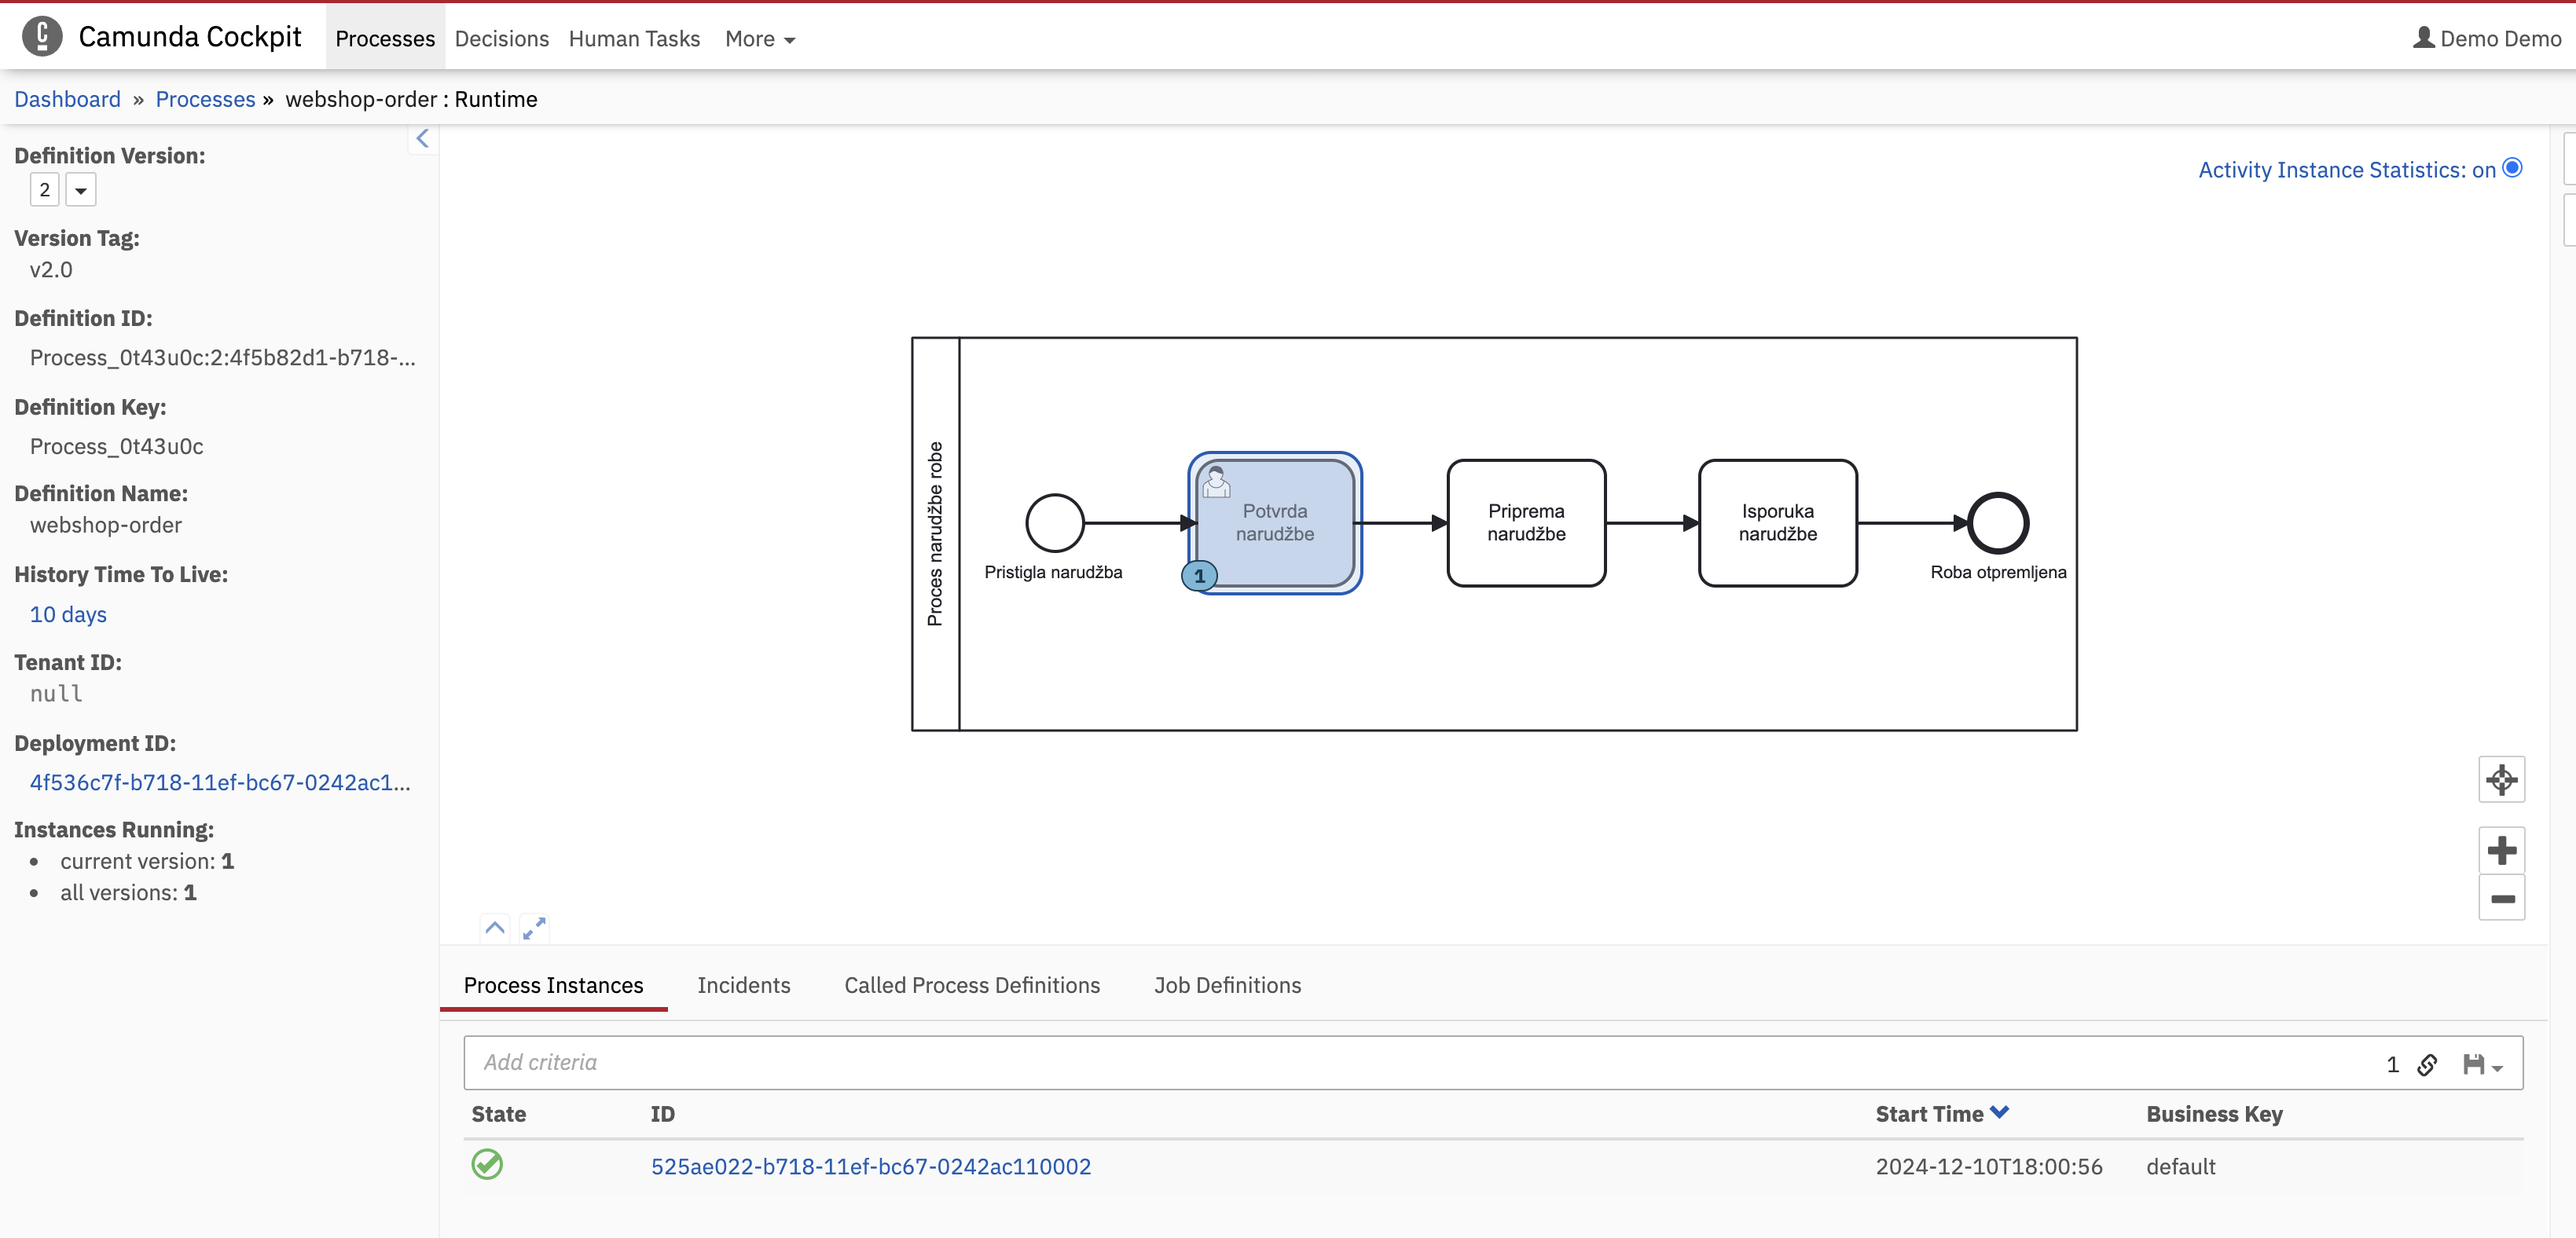 Camunda Cockpit Processes Decisions Human Tasks More Demo Demo
Dashboard » Processes » webshop-order : Runtime
Definition Version:
2
Version Tag:
v2.0
Definition ID:
Process_0t43u0c:2:4f5b82d1-b718-...
Definition Key:
Process_0t43u0c
Definition Name:
webshop-order
History Time To Live:
10 days
Tenant ID:
null
Deployment ID:
4f536c7f-b718-11ef-bc67-0242ac1...
Instances Running:
• current version: 1
• all versions: 1
Activity Instance Statistics: on
Proces narudžbe robe
Pristigla narudžba
Potvrda
narudžbe
1
Priprema
narudžbe
Isporuka
narudžbe
Roba otpremljena
Process Instances Incidents Called Process Definitions Job Definitions
Add criteria 1
State ID Start Time Business Key
525ae022-b718-11ef-bc67-0242ac110002 2024-12-10T18:00:56 default